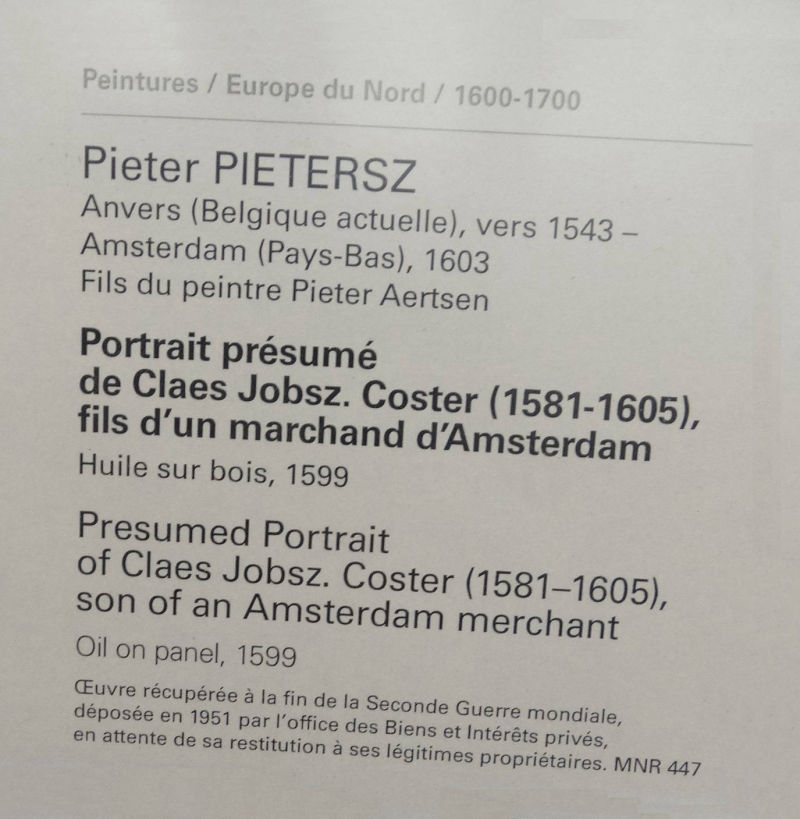 Peintures / Europe du Nord / 1600-1700
Pieter PIETERSZ
Anvers (Belgique actuelle), vers 1543 –
Amsterdam (Pays-Bas), 1603
Fils du peintre Pieter Aertsen
Portrait présumé
de Claes Jobsz. Coster (1581-1605),
fils d'un marchand d'Amsterdam
Huile sur bois, 1599
Presumed Portrait
of Claes Jobsz. Coster (1581–1605),
son of an Amsterdam merchant
Oil on panel, 1599
Œuvre récupérée à la fin de la Seconde Guerre mondiale,
déposée en 1951 par l'office des Biens et Intérêts privés,
en attente de sa restitution à ses légitimes propriétaires. MNR 447